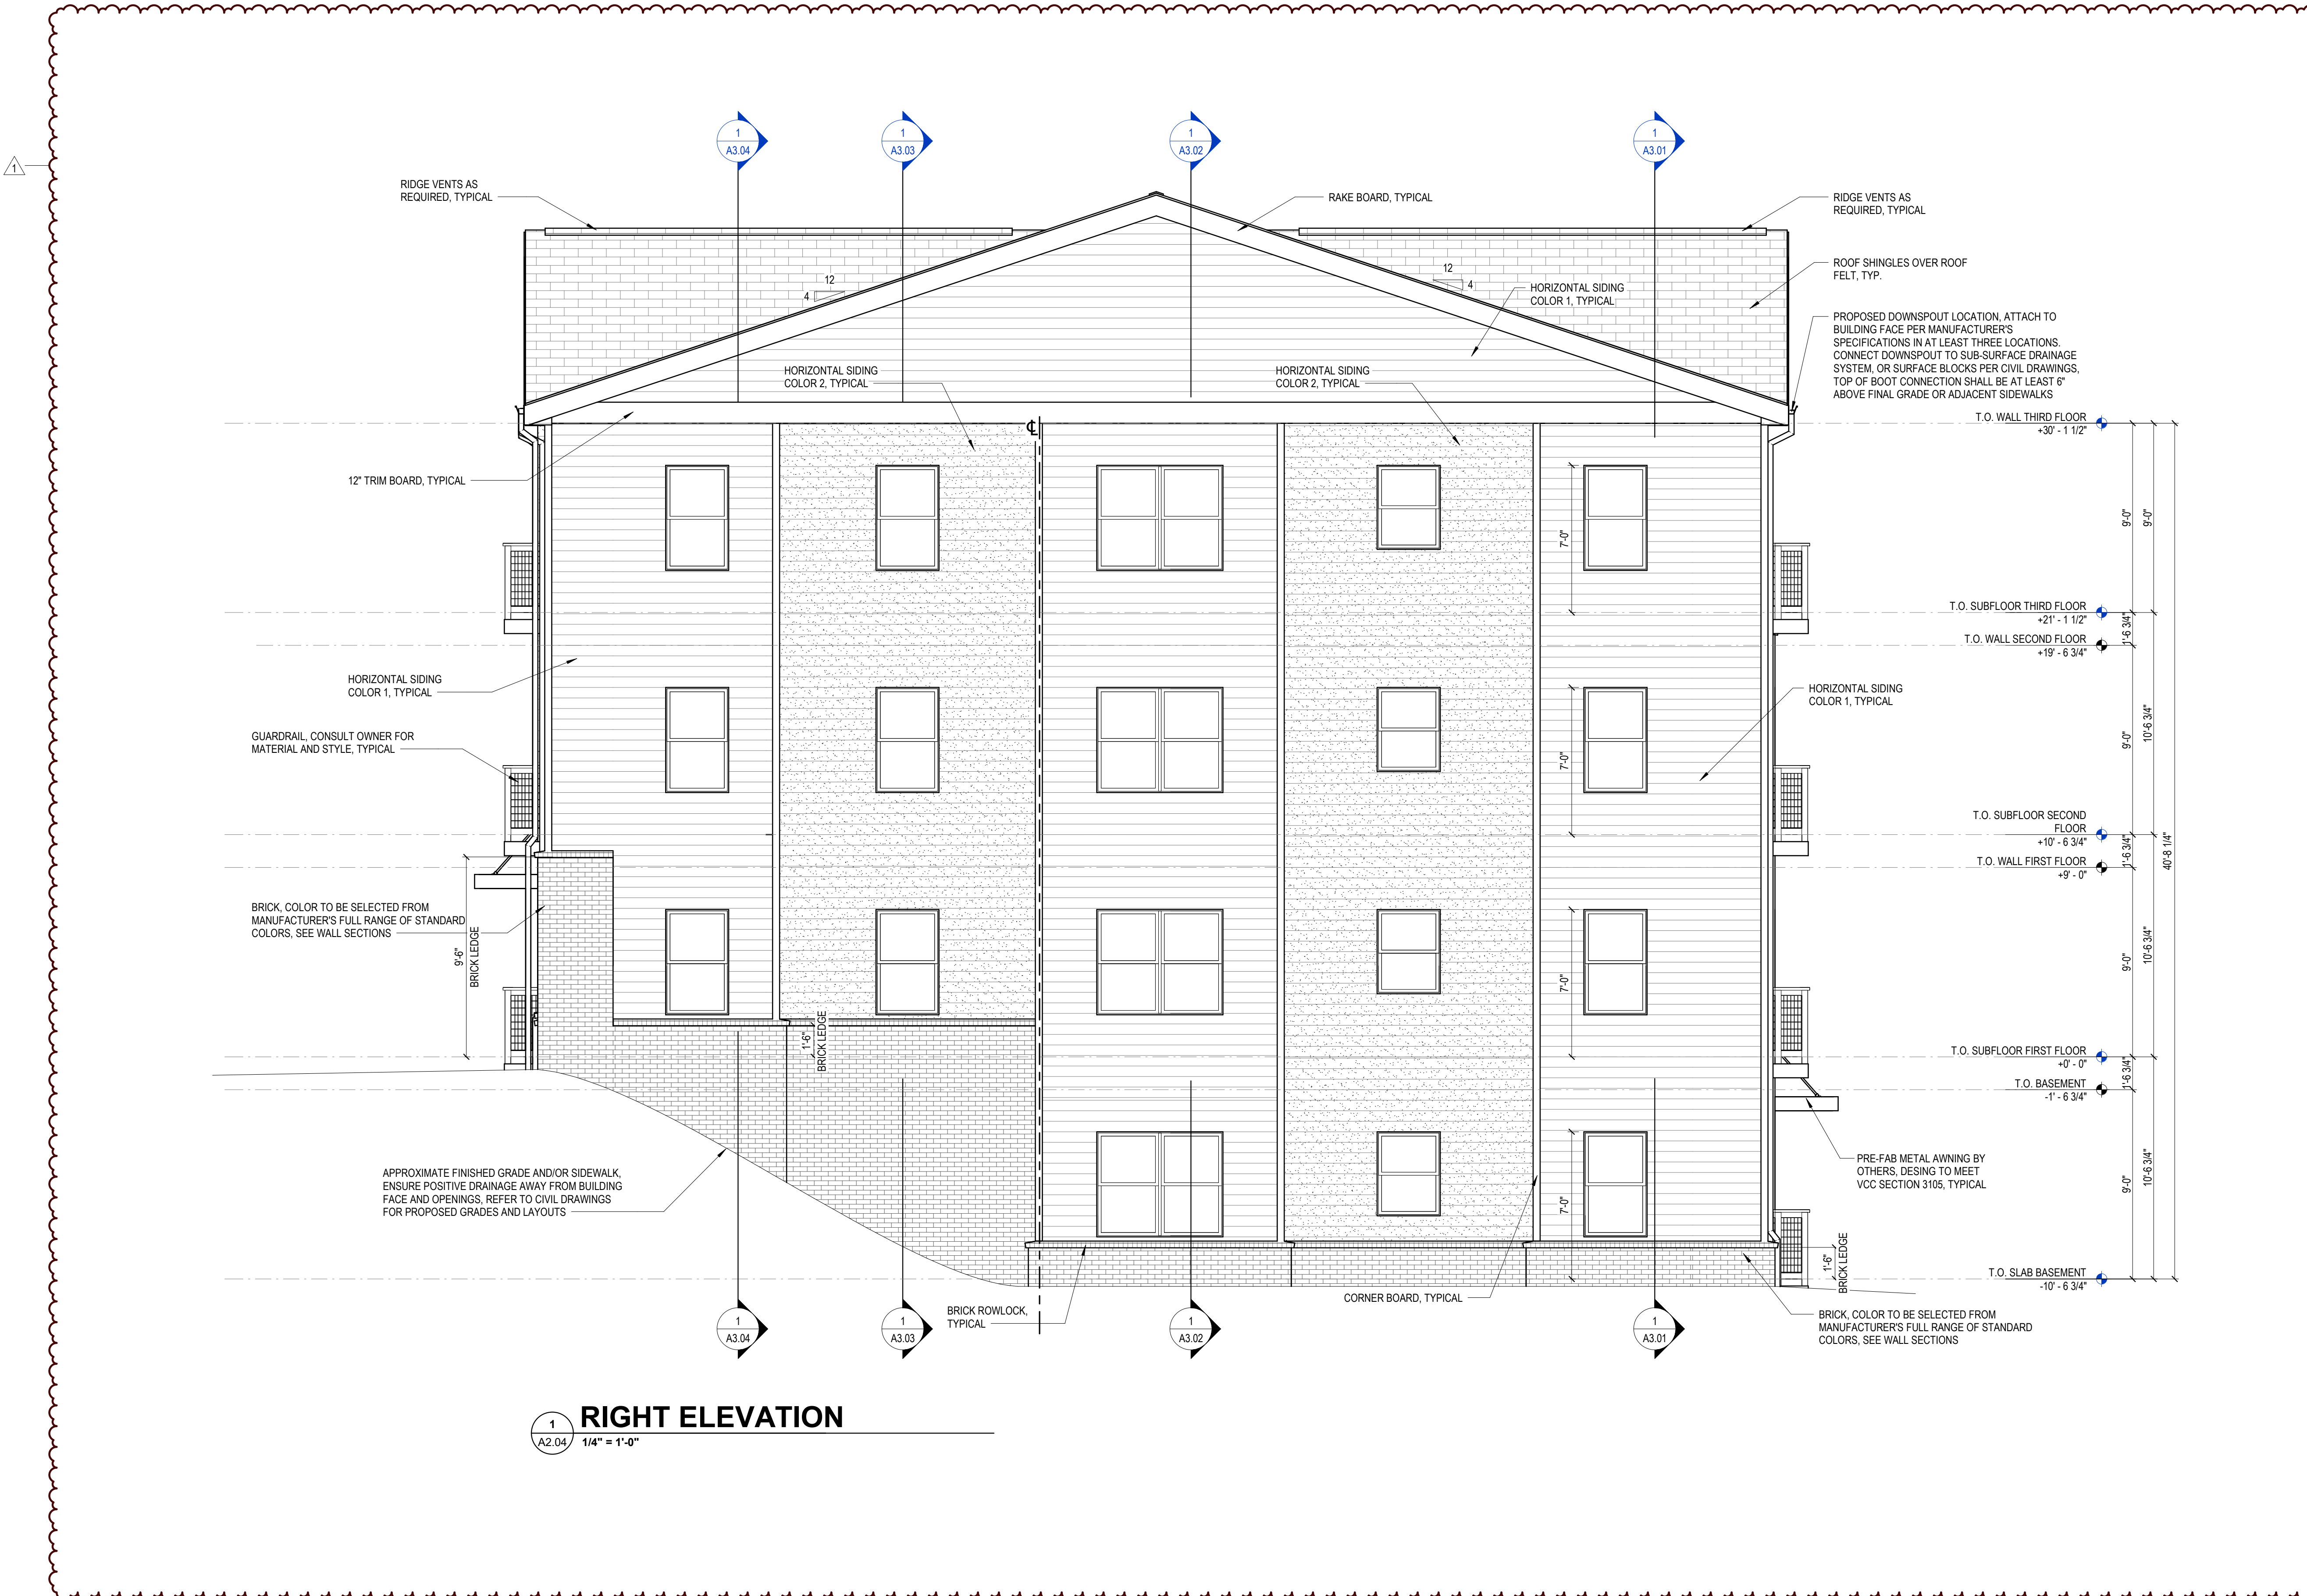 1
A3.04
1
A3.03
1
A3.02
1
A3.01
1
RIDGE VENTS AS
REQUIRED, TYPICAL
RAKE BOARD, TYPICAL
RIDGE VENTS AS
REQUIRED, TYPICAL
ROOF SHINGLES OVER ROOF
FELT, TYP.
12
4
12
4
HORIZONTAL SIDING
COLOR 1, TYPICAL
PROPOSED DOWNSPOUT LOCATION, ATTACH TO
BUILDING FACE PER MANUFACTURER'S
SPECIFICATIONS IN AT LEAST THREE LOCATIONS.
CONNECT DOWNSPOUT TO SUB-SURFACE DRAINAGE
SYSTEM, OR SURFACE BLOCKS PER CIVIL DRAWINGS,
TOP OF BOOT CONNECTION SHALL BE AT LEAST 6"
ABOVE FINAL GRADE OR ADJACENT SIDEWALKS
HORIZONTAL SIDING
COLOR 2, TYPICAL
HORIZONTAL SIDING
COLOR 2, TYPICAL
T.O. WALL THIRD FLOOR
+30' - 1 1/2"
12" TRIM BOARD, TYPICAL
7'-0"
9'-0"
9'-0"
T.O. SUBFLOOR THIRD FLOOR
+21' - 1 1/2"
1'-6 3/4"
T.O. WALL SECOND FLOOR
+19' - 6 3/4"
HORIZONTAL SIDING
COLOR 1, TYPICAL
HORIZONTAL SIDING
COLOR 1, TYPICAL
GUARDRAIL, CONSULT OWNER FOR
MATERIAL AND STYLE, TYPICAL
7'-0"
9'-0"
10'-6 3/4"
T.O. SUBFLOOR SECOND
FLOOR
+10' - 6 3/4"
1'-6 3/4"
40'-8 1/4"
T.O. WALL FIRST FLOOR
+9' - 0"
BRICK, COLOR TO BE SELECTED FROM
MANUFACTURER'S FULL RANGE OF STANDARD
COLORS, SEE WALL SECTIONS
9'-6"
BRICK LEDGE
7'-0"
9'-0"
10'-6 3/4"
1'-6"
BRICK LEDGE
T.O. SUBFLOOR FIRST FLOOR
+0' - 0"
1'-6 3/4"
T.O. BASEMENT
-1' - 6 3/4"
APPROXIMATE FINISHED GRADE AND/OR SIDEWALK,
ENSURE POSITIVE DRAINAGE AWAY FROM BUILDING
FACE AND OPENINGS, REFER TO CIVIL DRAWINGS
FOR PROPOSED GRADES AND LAYOUTS
PRE-FAB METAL AWNING BY
OTHERS, DESING TO MEET
VCC SECTION 3105, TYPICAL
7'-0"
9'-0"
10'-6 3/4"
1'-6"
BRICK LEDGE
T.O. SLAB BASEMENT
-10' - 6 3/4"
CORNER BOARD, TYPICAL
BRICK ROWLOCK,
TYPICAL
BRICK, COLOR TO BE SELECTED FROM
MANUFACTURER'S FULL RANGE OF STANDARD
COLORS, SEE WALL SECTIONS
1
A3.04
1
A3.03
1
A3.02
1
A3.01
1
A2.04
RIGHT ELEVATION
1/4" = 1'-0"